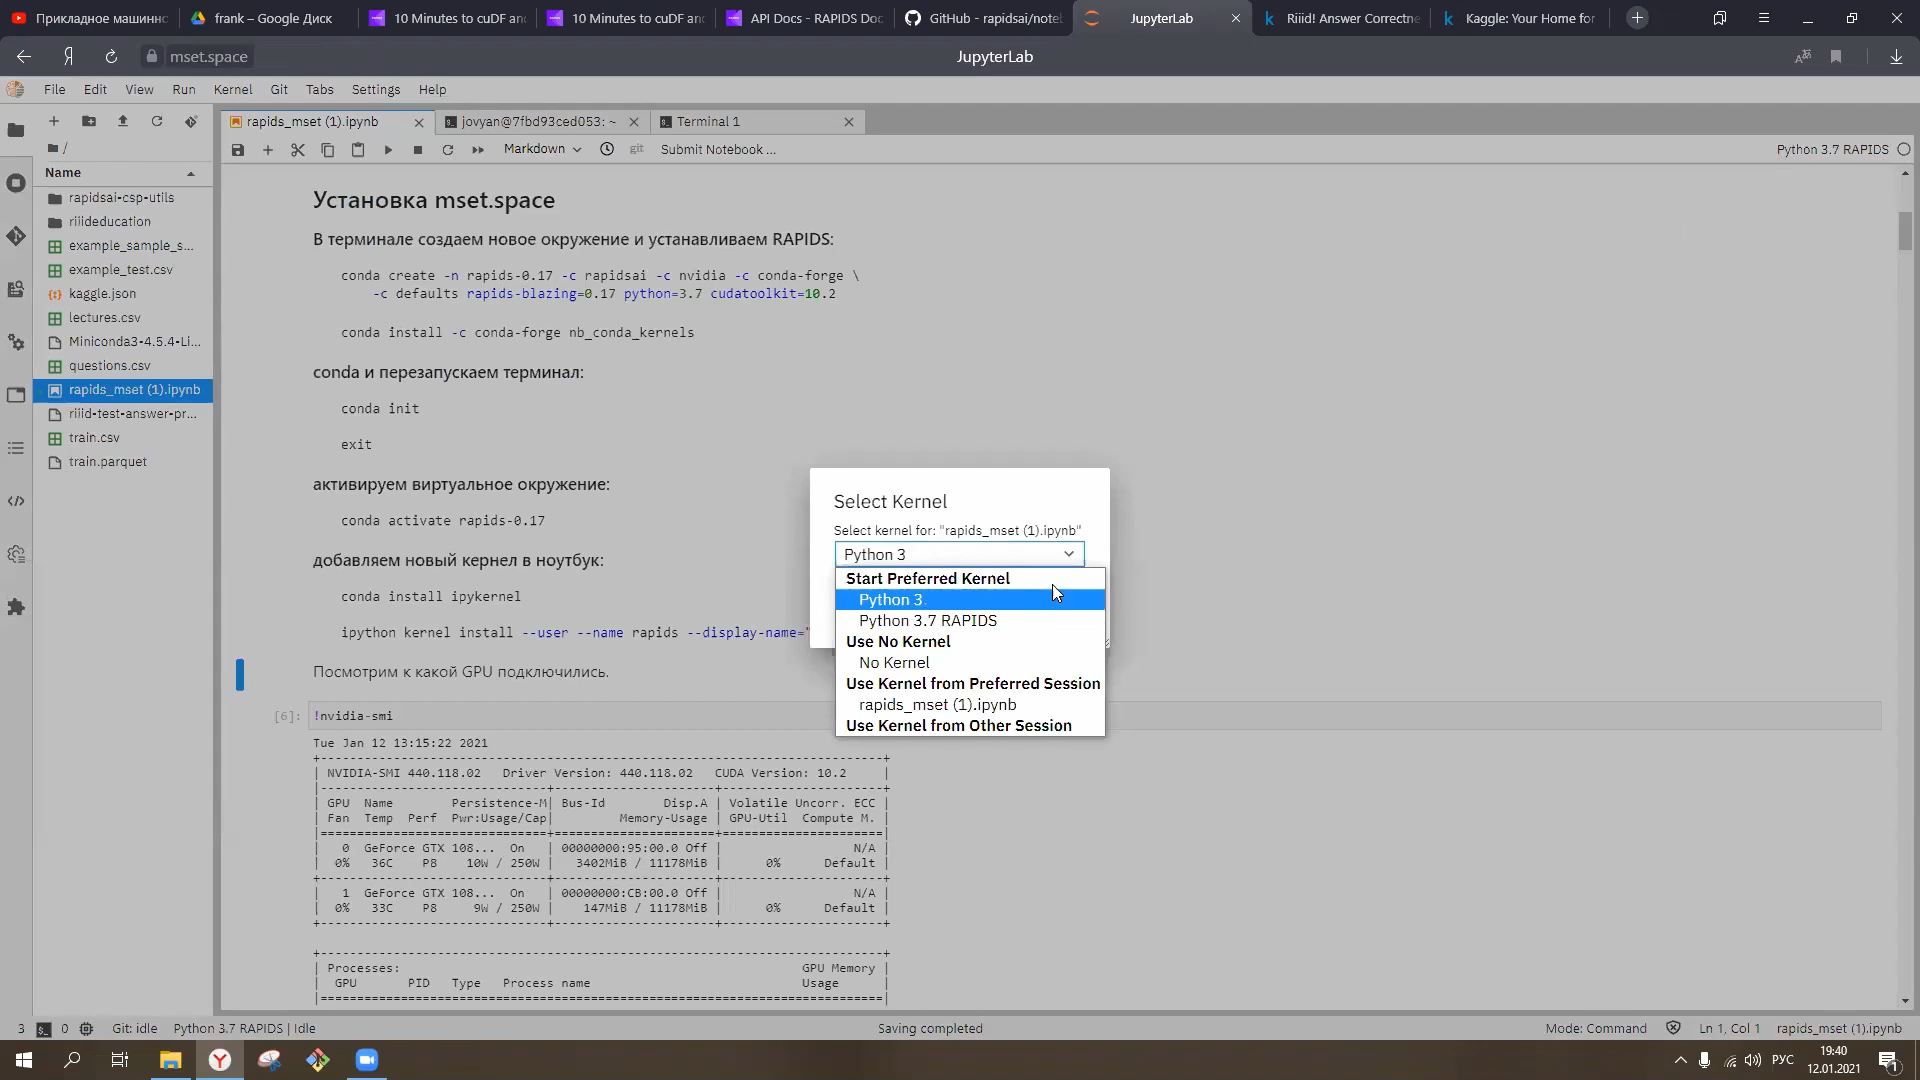 Прикладное машинно
frank – Google Диск
10 Minutes to cuDF and
10 Minutes to cuDF and
API Docs - RAPIDS Doc
GitHub - rapidsai/notel
JupyterLab
Riiid! Answer Correctne
Kaggle: Your Home for
Я
mset.space
JupyterLab
File Edit View Run Kernel Git Tabs Settings Help
rapids_mset (1).ipynb
jovyan@7fbd93ced053: ~
Terminal 1
Markdown
git
Submit Notebook ...
Python 3.7 RAPIDS
/
Name
rapidsai-csp-utils
riiideducation
example_sample_s...
example_test.csv
kaggle.json
lectures.csv
Miniconda3-4.5.4-Li...
questions.csv
rapids_mset (1).ipynb
riiid-test-answer-pr...
train.csv
train.parquet
Установка mset.space
В терминале создаем новое окружение и устанавливаем RAPIDS:
conda create -n rapids-0.17 -c rapidsai -c nvidia -c conda-forge \
-c defaults rapids-blazing=0.17 python=3.7 cudatoolkit=10.2
conda install -c conda-forge nb_conda_kernels
conda и перезапускаем терминал:
conda init
exit
активируем виртуальное окружение:
conda activate rapids-0.17
добавляем новый кернел в ноутбук:
conda install ipykernel
ipython kernel install --user --name rapids --display-name="
Посмотрим к какой GPU подключились.
Select Kernel
Select kernel for: "rapids_mset (1).ipynb"
Python 3
Start Preferred Kernel
Python 3
Python 3.7 RAPIDS
Use No Kernel
No Kernel
Use Kernel from Preferred Session
rapids_mset (1).ipynb
Use Kernel from Other Session
[6]: !nvidia-smi
Tue Jan 12 13:15:22 2021
+-----------------------------------------------------------------------------+
| NVIDIA-SMI 440.118.02   Driver Version: 440.118.02   CUDA Version: 10.2     |
|-------------------------------+----------------------+----------------------+
| GPU  Name        Persistence-M| Bus-Id        Disp.A | Volatile Uncorr. ECC |
| Fan  Temp  Perf  Pwr:Usage/Cap|         Memory-Usage | GPU-Util  Compute M. |
|===============================+======================+======================|
|   0  GeForce GTX 108...  On   | 00000000:95:00.0 Off |                  N/A |
|  0%   36C    P8    10W / 250W |   3402MiB / 11178MiB |      0%      Default |
+-------------------------------+----------------------+----------------------+
|   1  GeForce GTX 108...  On   | 00000000:CB:00.0 Off |                  N/A |
|  0%   33C    P8     9W / 250W |    147MiB / 11178MiB |      0%      Default |
+-------------------------------+----------------------+----------------------+
+-----------------------------------------------------------------------------+
| Processes:                                                       GPU Memory |
|  GPU       PID   Type   Process name                             Usage      |
|=============================================================================|
3
0
Git: idle
Python 3.7 RAPIDS | Idle
Saving completed
Mode: Command
Ln 1, Col 1
rapids_mset (1).ipynb
РУС
19:40
12.01.2021
1